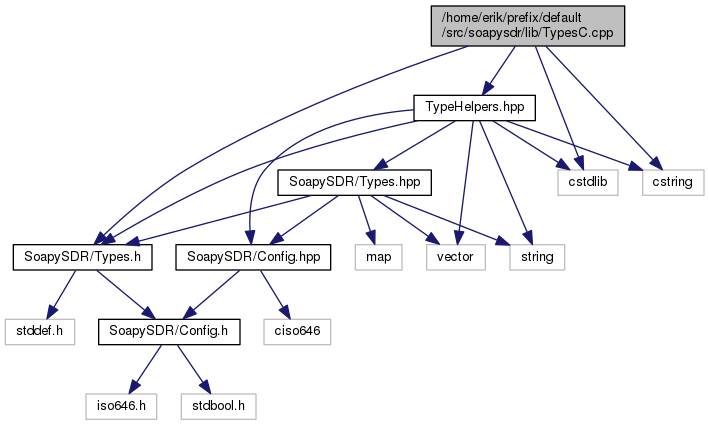 /home/erik/prefix/default
/src/soapysdr/lib/TypesC.cpp
TypeHelpers.hpp
SoapySDR/Types.hpp
cstdlib
cstring
SoapySDR/Types.h
SoapySDR/Config.hpp
map
vector
string
stddef.h
SoapySDR/Config.h
ciso646
iso646.h
stdbool.h